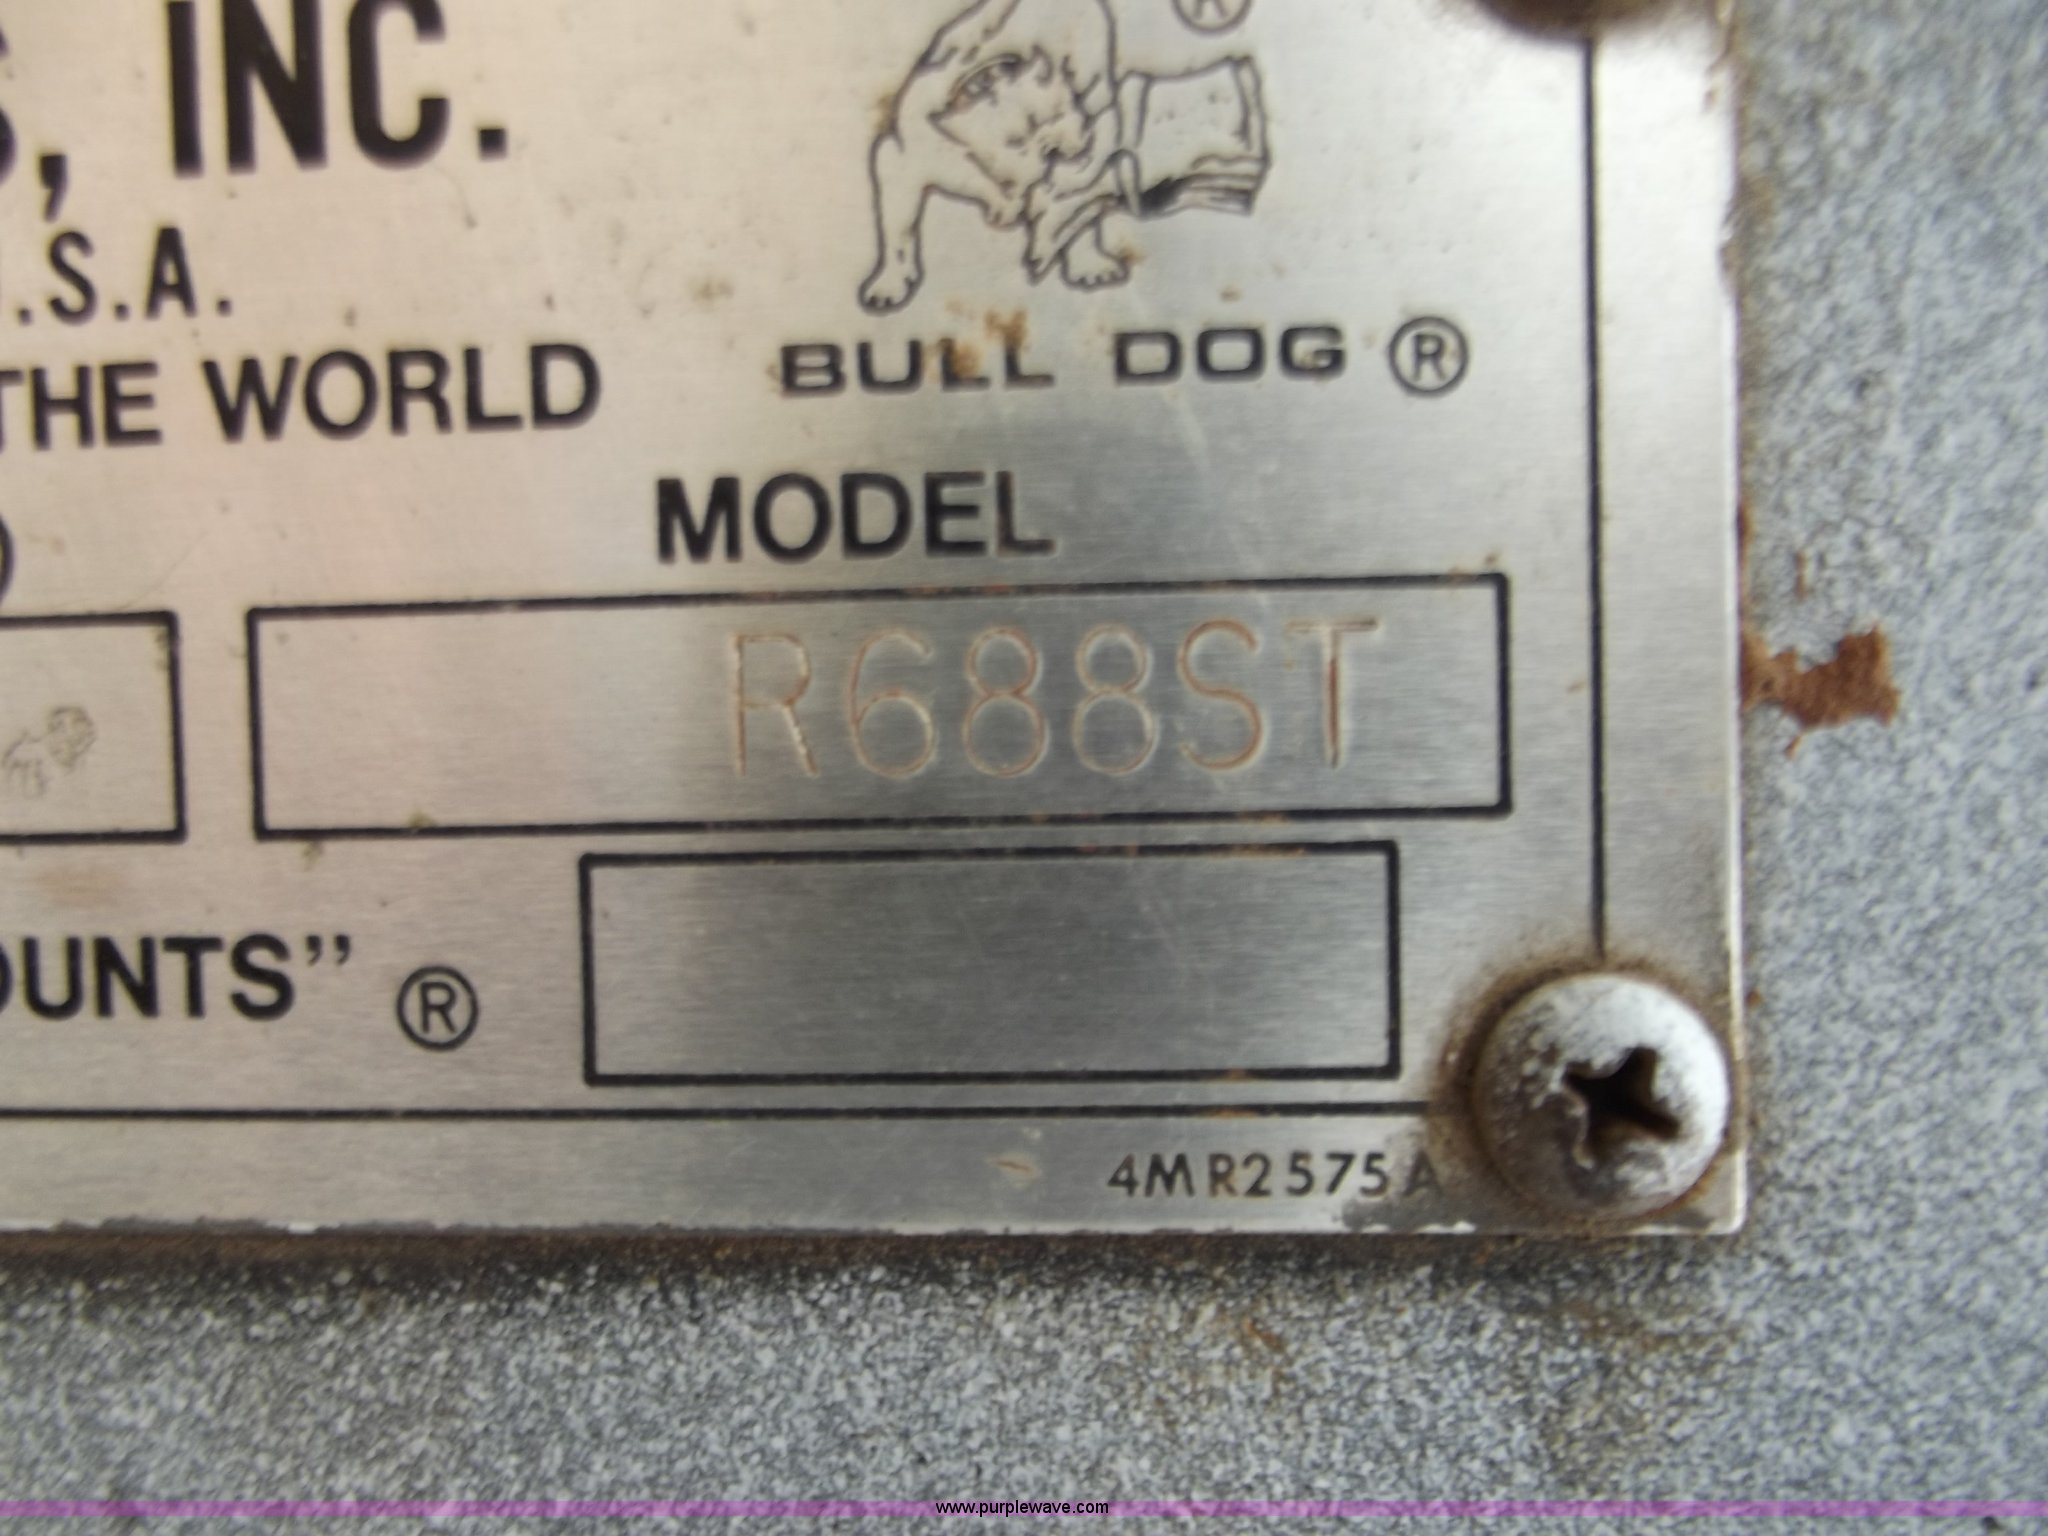 , INC.
®
.S.A.
THE WORLD
BULL DOG ®
MODEL
R688ST
OUNTS” ®
4MR2575A
www.purplewave.com